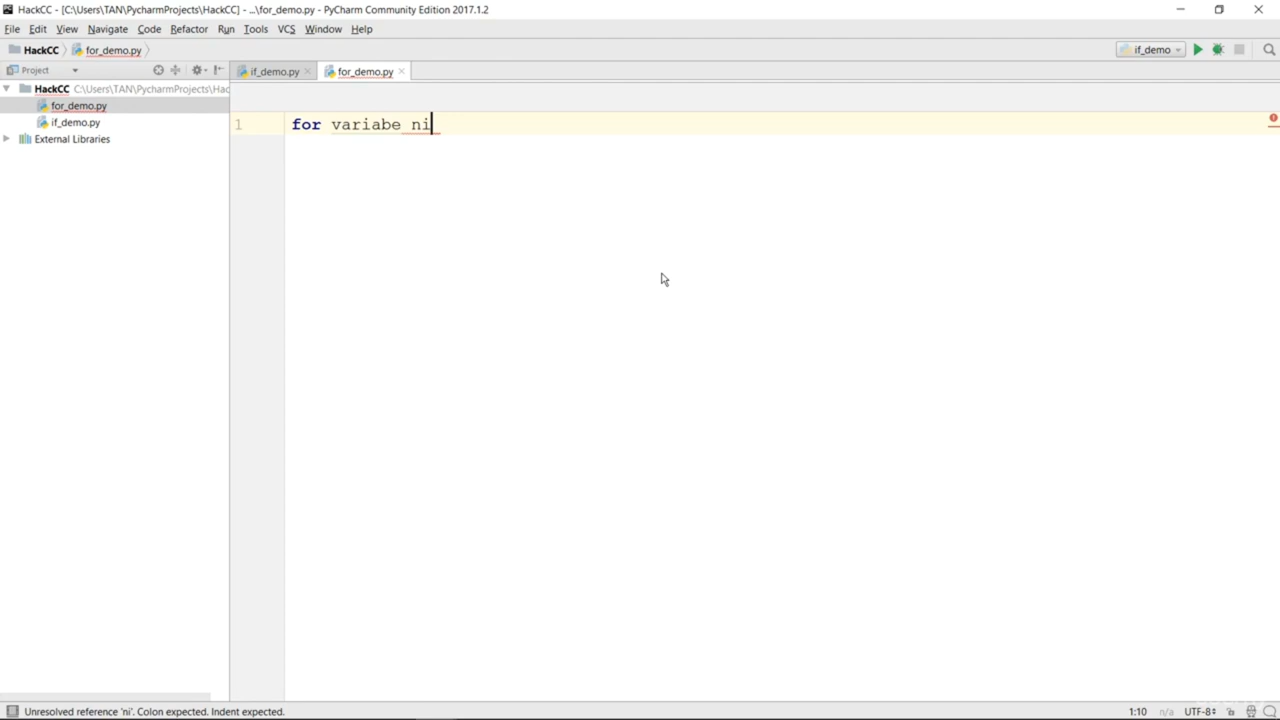 HackCC - [C:\Users\TAN\PycharmProjects\HackCC] - ...\for_demo.py - PyCharm Community Edition 2017.1.2
File Edit View Navigate Code Refactor Run Tools VCS Window Help
HackCC for_demo.py if_demo
Project if_demo.py for_demo.py
HackCC C:\Users\TAN\PycharmProjects\Hac
for_demo.py
if_demo.py
External Libraries
1 for variabe ni
Unresolved reference 'ni'. Colon expected. Indent expected. 1:10 n/a UTF-8